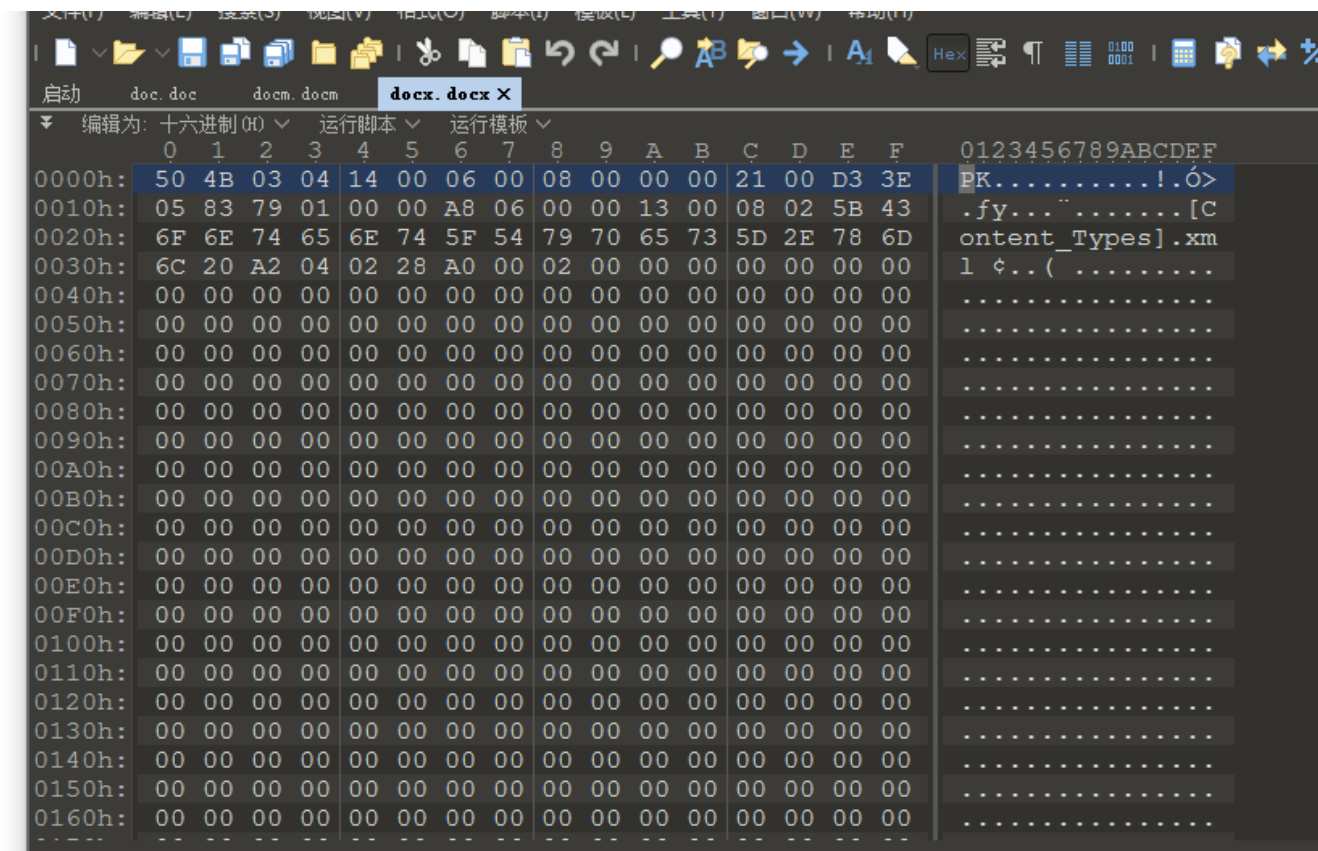 文件(F) 编辑(E) 搜索(S) 视图(V) 格式(O) 脚本(I) 模板(L) 工具(T) 窗口(W) 帮助(H)
Hex
启动 doc.doc docm.docm docx.docx X
编辑为: 十六进制(H) 运行脚本 运行模板
0 1 2 3 4 5 6 7 8 9 A B C D E F 0123456789ABCDEF
0000h: 50 4B 03 04 14 00 06 00 08 00 00 00 21 00 D3 3E PK..........!.Ó>
0010h: 05 83 79 01 00 00 A8 06 00 00 13 00 08 02 5B 43 .ƒy...¨.......[C
0020h: 6F 6E 74 65 6E 74 5F 54 79 70 65 73 5D 2E 78 6D ontent_Types].xm
0030h: 6C 20 A2 04 02 28 A0 00 02 00 00 00 00 00 00 00 l ¢..( .........
0040h: 00 00 00 00 00 00 00 00 00 00 00 00 00 00 00 00 ................
0050h: 00 00 00 00 00 00 00 00 00 00 00 00 00 00 00 00 ................
0060h: 00 00 00 00 00 00 00 00 00 00 00 00 00 00 00 00 ................
0070h: 00 00 00 00 00 00 00 00 00 00 00 00 00 00 00 00 ................
0080h: 00 00 00 00 00 00 00 00 00 00 00 00 00 00 00 00 ................
0090h: 00 00 00 00 00 00 00 00 00 00 00 00 00 00 00 00 ................
00A0h: 00 00 00 00 00 00 00 00 00 00 00 00 00 00 00 00 ................
00B0h: 00 00 00 00 00 00 00 00 00 00 00 00 00 00 00 00 ................
00C0h: 00 00 00 00 00 00 00 00 00 00 00 00 00 00 00 00 ................
00D0h: 00 00 00 00 00 00 00 00 00 00 00 00 00 00 00 00 ................
00E0h: 00 00 00 00 00 00 00 00 00 00 00 00 00 00 00 00 ................
00F0h: 00 00 00 00 00 00 00 00 00 00 00 00 00 00 00 00 ................
0100h: 00 00 00 00 00 00 00 00 00 00 00 00 00 00 00 00 ................
0110h: 00 00 00 00 00 00 00 00 00 00 00 00 00 00 00 00 ................
0120h: 00 00 00 00 00 00 00 00 00 00 00 00 00 00 00 00 ................
0130h: 00 00 00 00 00 00 00 00 00 00 00 00 00 00 00 00 ................
0140h: 00 00 00 00 00 00 00 00 00 00 00 00 00 00 00 00 ................
0150h: 00 00 00 00 00 00 00 00 00 00 00 00 00 00 00 00 ................
0160h: 00 00 00 00 00 00 00 00 00 00 00 00 00 00 00 00 ................